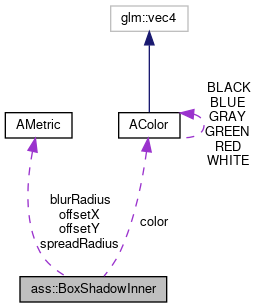 glm::vec4
BLACK
BLUE
GRAY
GREEN
RED
WHITE
AMetric
AColor
blurRadius
offsetX
offsetY
spreadRadius
color
ass::BoxShadowInner